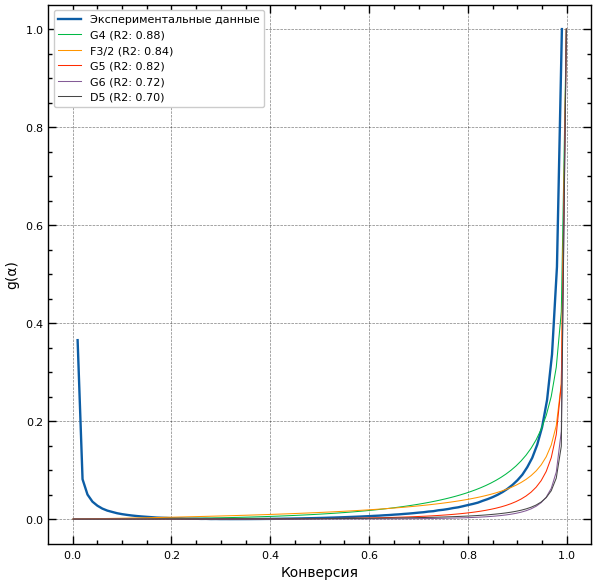 Экспериментальные данные
G4 (R2: 0.88)
F3/2 (R2: 0.84)
G5 (R2: 0.82)
G6 (R2: 0.72)
D5 (R2: 0.70)
1.0
0.8
0.6
0.4
0.2
0.0
g(α)
0.0 0.2 0.4 0.6 0.8 1.0
Конверсия